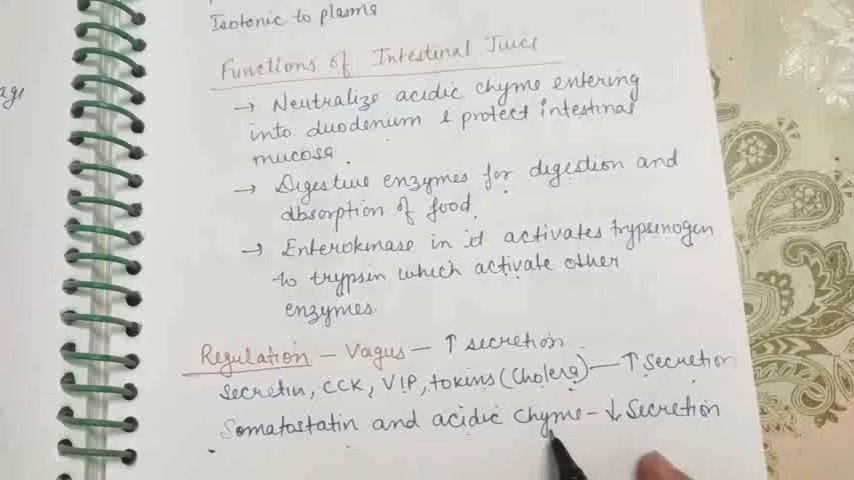 Isotonic to plasma
Functions of Intestinal Juice
→ Neutralize acidic chyme entering
into duodenum & protect intestinal
mucosa.
→ Digestive enzymes for digestion and
absorption of food.
→ Enterokinase in it activates trypsinogen
to trypsin which activate other
enzymes.
Regulation – Vagus – ↑ secretion
Secretin, CCK, VIP, toxins (Cholera) – ↑ Secretion
Somatostatin and acidic chyme – ↓ Secretion